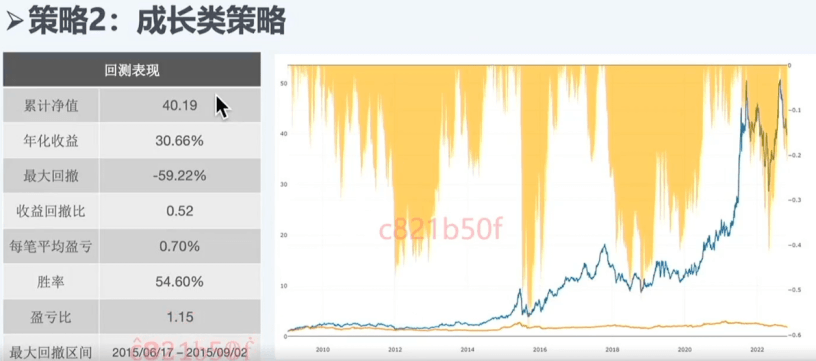 ➢策略2：成长类策略
回测表现
累计净值 40.19
年化收益 30.66%
最大回撤 -59.22%
收益回撤比 0.52
每笔平均盈亏 0.70%
胜率 54.60%
盈亏比 1.15
最大回撤区间 2015/06/17 – 2015/09/02
50
40
30
20
10
0
0
−0.1
−0.2
−0.3
−0.4
−0.5
−0.6
2010 2012 2014 2016 2018 2020 2022
c821b50f